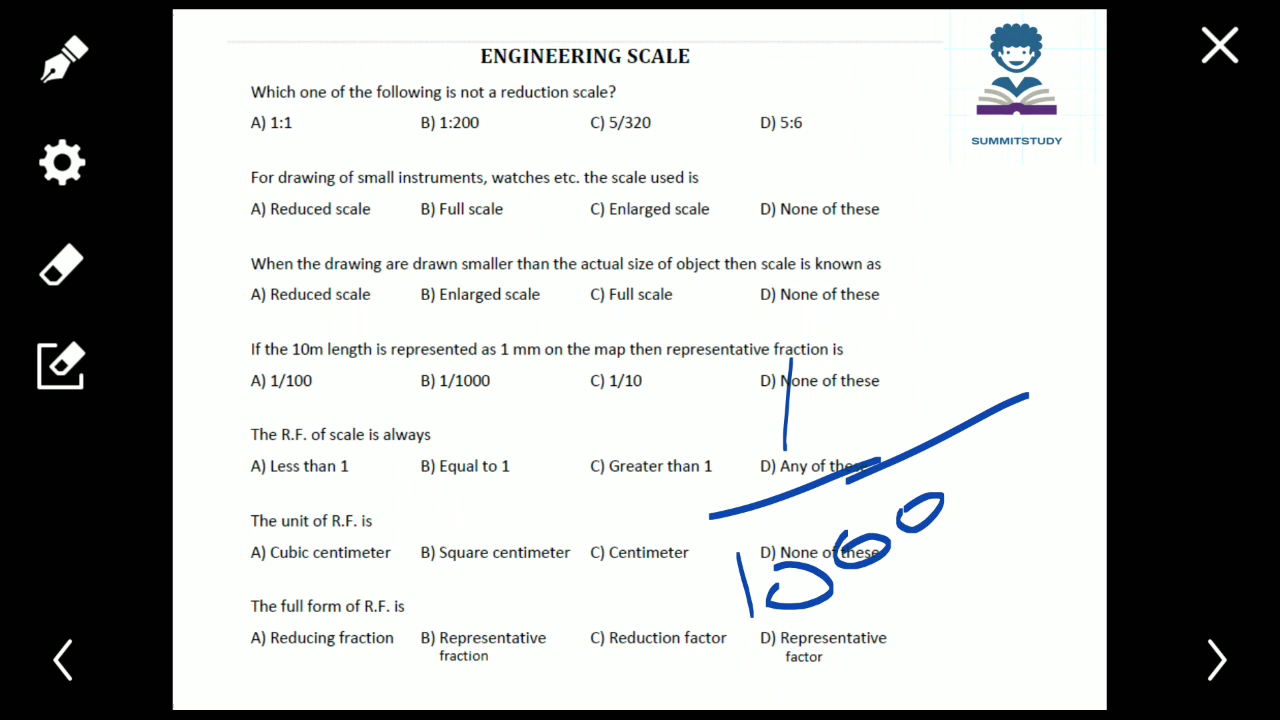 ENGINEERING SCALE
SUMMITSTUDY
Which one of the following is not a reduction scale?
A) 1:1 B) 1:200 C) 5/320 D) 5:6
For drawing of small instruments, watches etc. the scale used is
A) Reduced scale B) Full scale C) Enlarged scale D) None of these
When the drawing are drawn smaller than the actual size of object then scale is known as
A) Reduced scale B) Enlarged scale C) Full scale D) None of these
If the 10m length is represented as 1 mm on the map then representative fraction is
A) 1/100 B) 1/1000 C) 1/10 D) None of these
The R.F. of scale is always
A) Less than 1 B) Equal to 1 C) Greater than 1 D) Any of these
The unit of R.F. is
A) Cubic centimeter B) Square centimeter C) Centimeter D) None of these
The full form of R.F. is
A) Reducing fraction B) Representative fraction C) Reduction factor D) Representative factor
1
1000